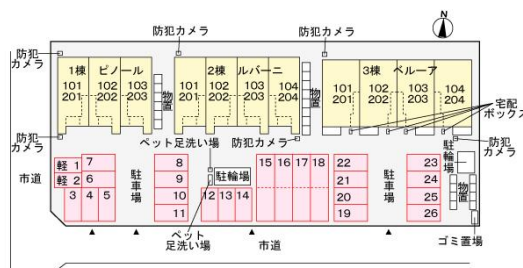 N
防犯カメラ
防犯カメラ
防犯
カメラ
1棟 ピノール
101
201
102
202
103
203
物置
2棟 ルバーニ
101
201
102
202
103
203
104
204
物置
3棟 ベルーア
101
201
102
202
103
203
104
204
宅配
ボックス
防犯
カメラ
ペット足洗い場
防犯カメラ
防犯
カメラ
市道
軽 1
軽 2
7
6
3 4 5
駐車場
8
9
10
11
駐輪場
12 13 14
15 16 17 18
22
21
20
19
駐車場
23
24
25
26
駐輪場
物置
ゴミ置場
ペット
足洗い場
市道